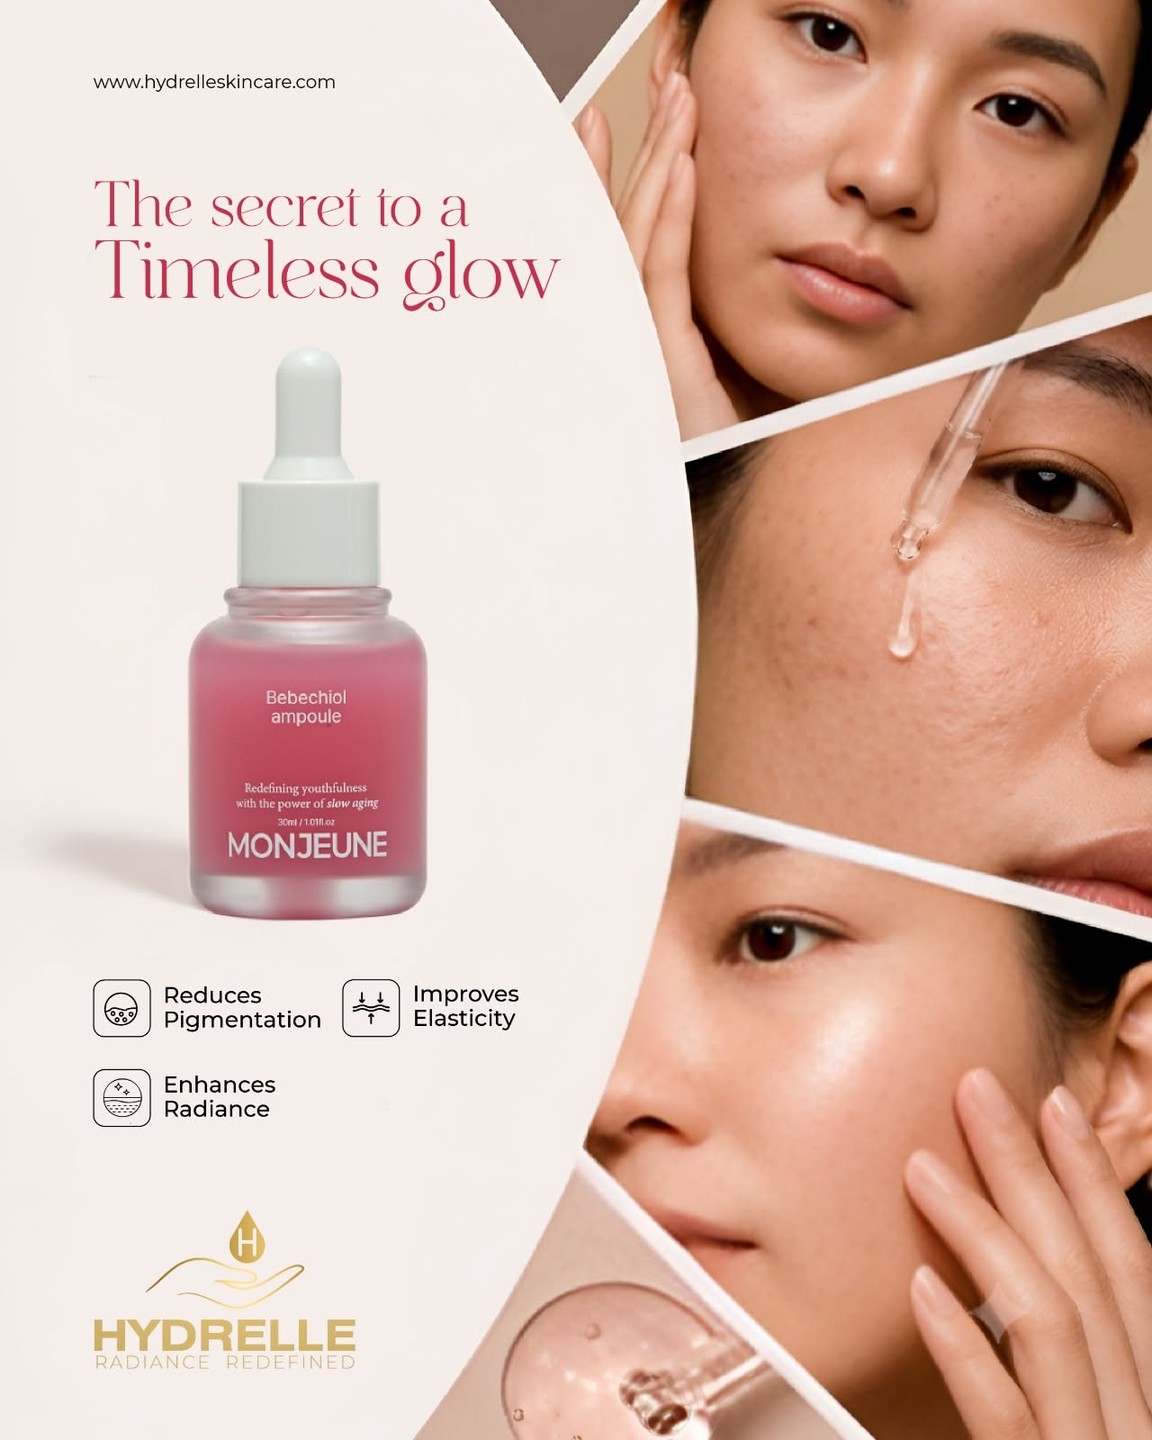 www.hydrelleskincare.com
The secret to a
Timeless glow
Bebechiol
ampoule
Redefining youthfulness
with the power of slow aging
30ml / 1.01fl.oz
MONJEUNE
Reduces
Pigmentation
Improves
Elasticity
Enhances
Radiance
H
HYDRELLE
RADIANCE REDEFINED